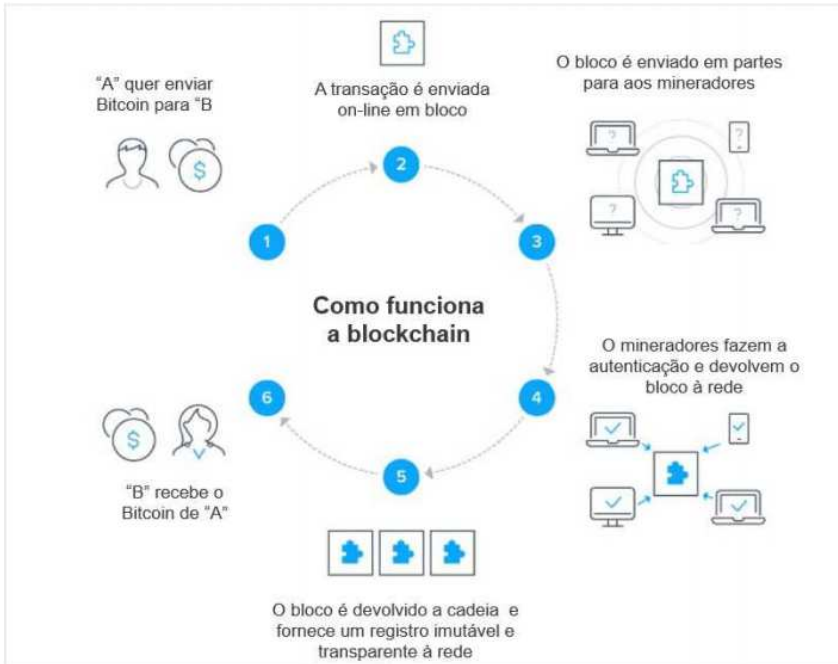 "A" quer enviar
Bitcoin para "B
1
A transação é enviada
on-line em bloco
2
O bloco é enviado em partes
para aos mineradores
?
?
?
?
3
Como funciona
a blockchain
O mineradores fazem a
autenticação e devolvem o
bloco à rede
4
5
O bloco é devolvido a cadeia e
fornece um registro imutável e
transparente à rede
6
$
"B" recebe o
Bitcoin de "A"
$